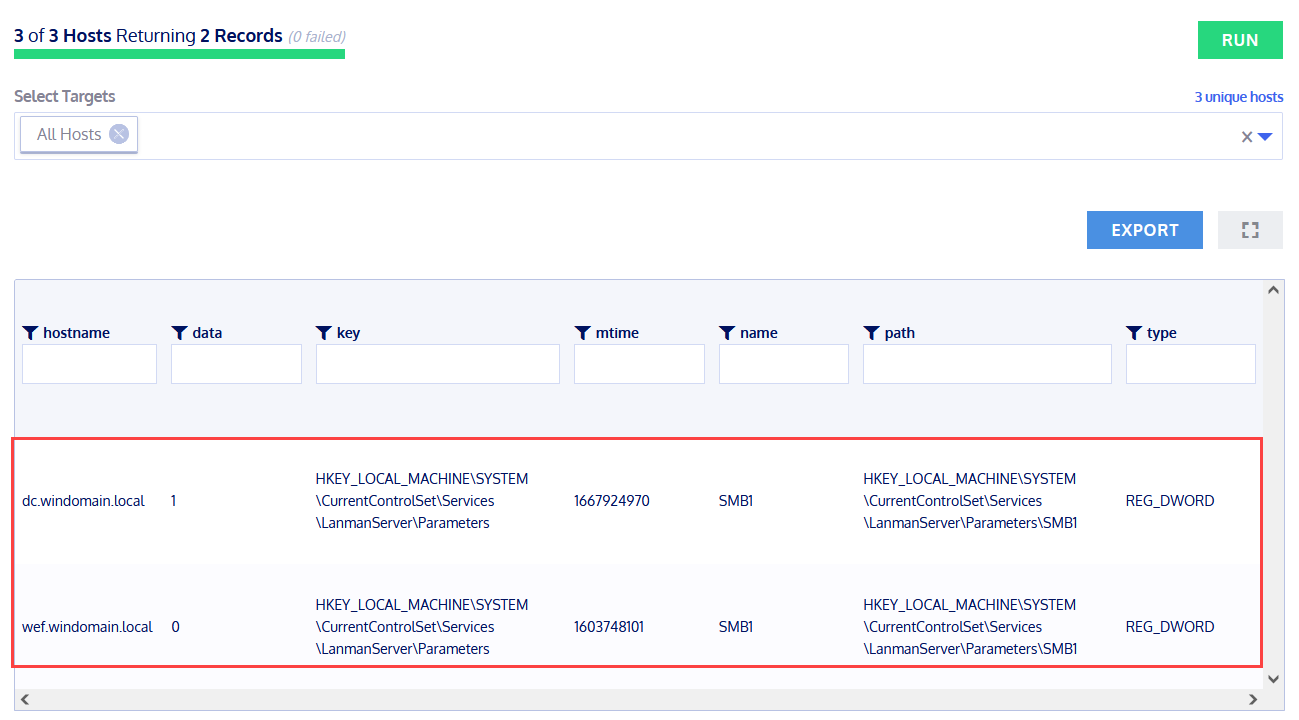 3 of 3 Hosts Returning 2 Records (0 failed)
RUN
Select Targets
3 unique hosts
All Hosts
EXPORT
hostname data key mtime name path type
HKEY_LOCAL_MACHINE\SYSTEM HKEY_LOCAL_MACHINE\SYSTEM
dc.windomain.local 1 \CurrentControlSet\Services 1667924970 SMB1 \CurrentControlSet\Services REG_DWORD
\LanmanServer\Parameters \LanmanServer\Parameters\SMB1
HKEY_LOCAL_MACHINE\SYSTEM HKEY_LOCAL_MACHINE\SYSTEM
wef.windomain.local 0 \CurrentControlSet\Services 1603748101 SMB1 \CurrentControlSet\Services REG_DWORD
\LanmanServer\Parameters \LanmanServer\Parameters\SMB1